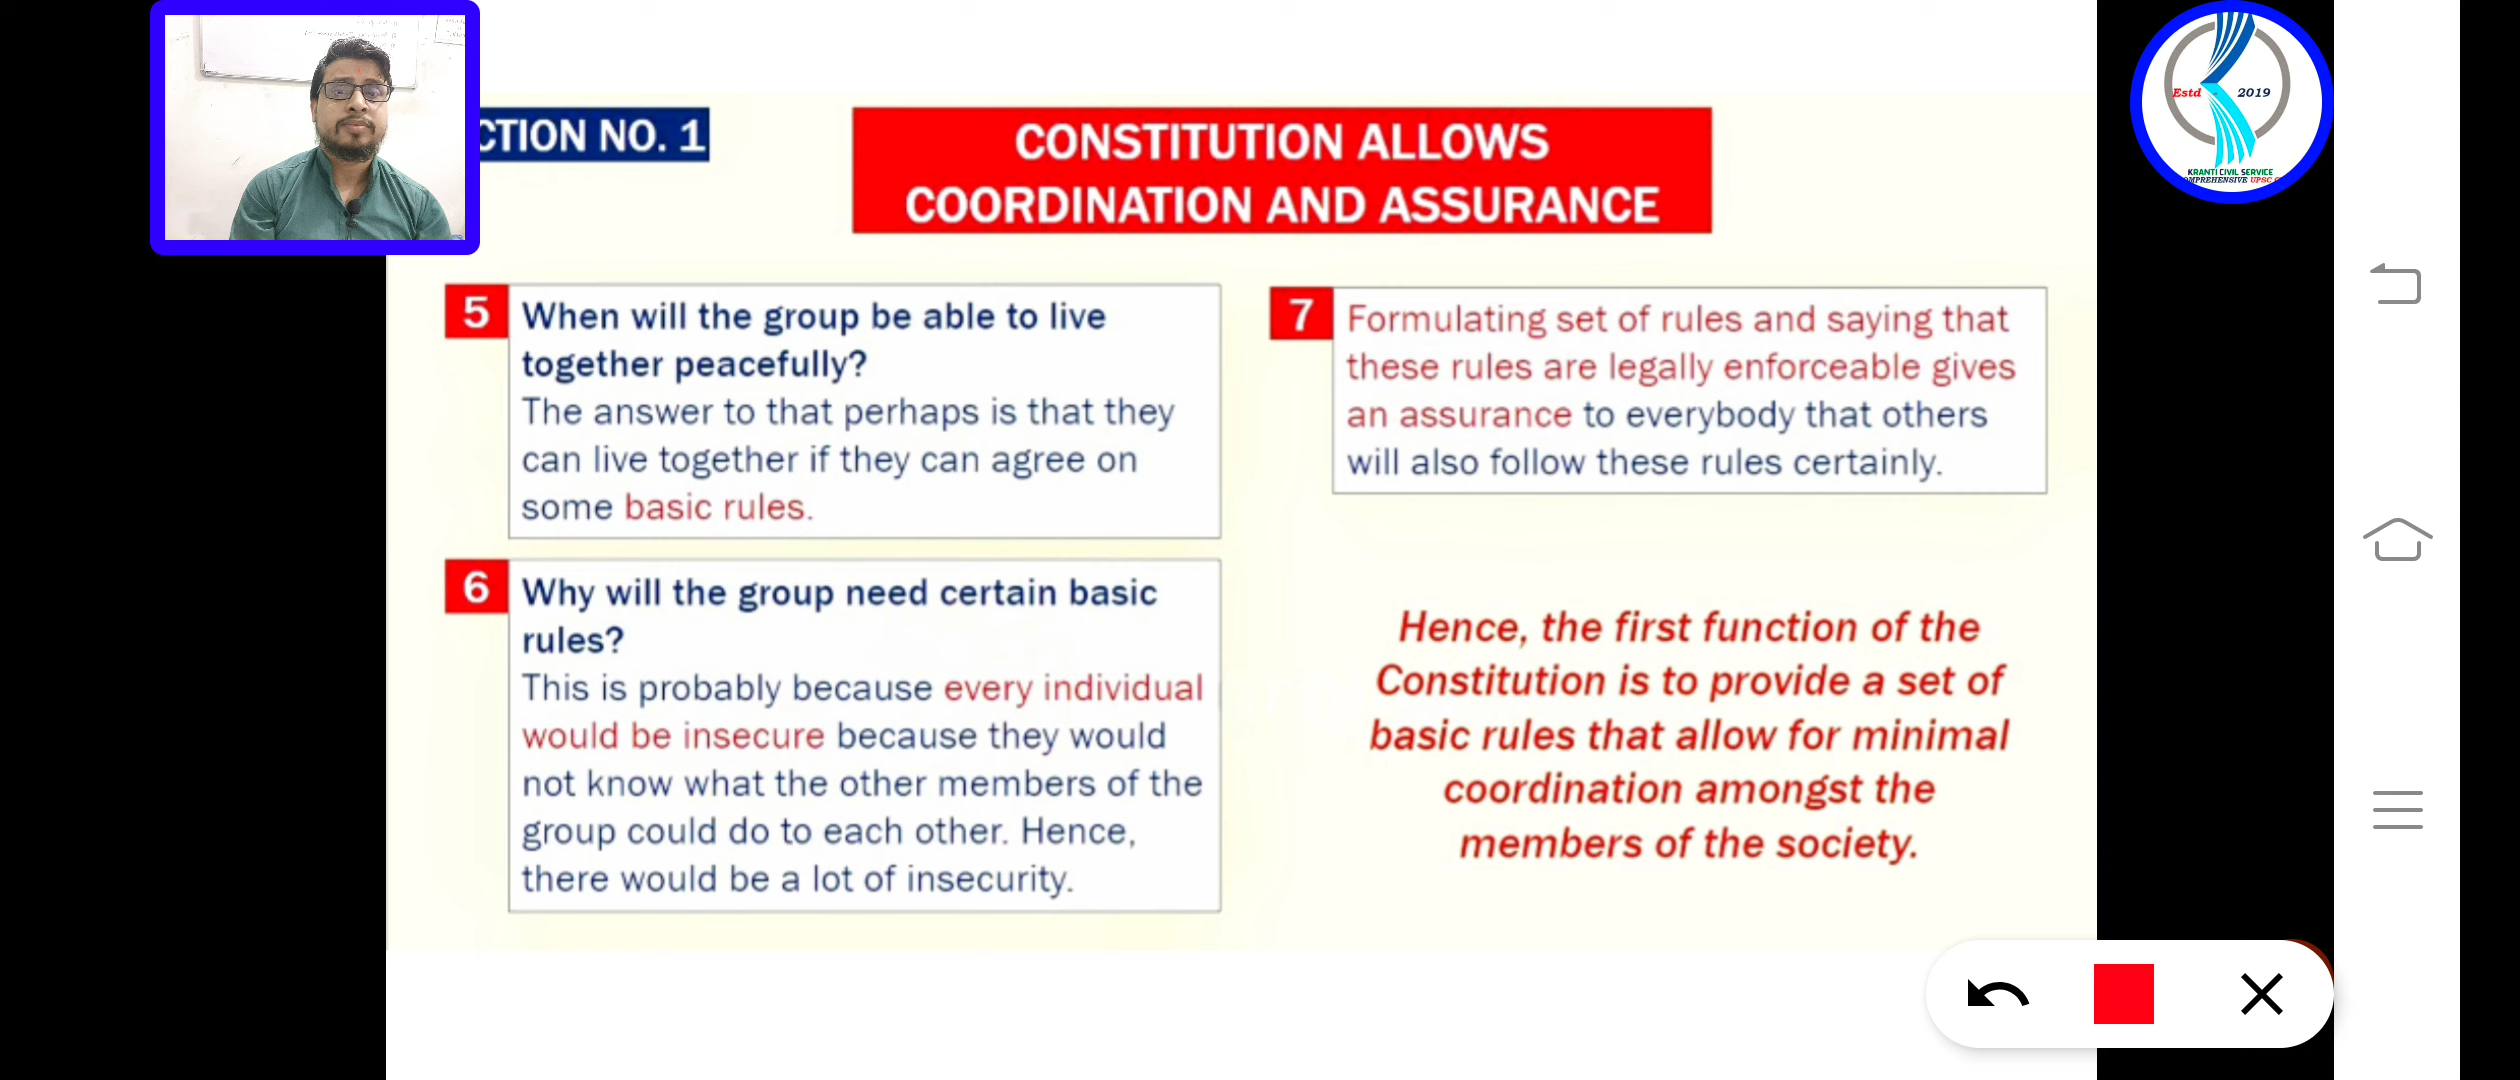 CTION NO. 1
CONSTITUTION ALLOWS
COORDINATION AND ASSURANCE
5
When will the group be able to live
together peacefully?
The answer to that perhaps is that they
can live together if they can agree on
some basic rules.
6
Why will the group need certain basic
rules?
This is probably because every individual
would be insecure because they would
not know what the other members of the
group could do to each other. Hence,
there would be a lot of insecurity.
7
Formulating set of rules and saying that
these rules are legally enforceable gives
an assurance to everybody that others
will also follow these rules certainly.
Hence, the first function of the
Constitution is to provide a set of
basic rules that allow for minimal
coordination amongst the
members of the society.
Estd - 2019
KRANTI CIVIL SERVICE
OMPREHENSIVE UPSC